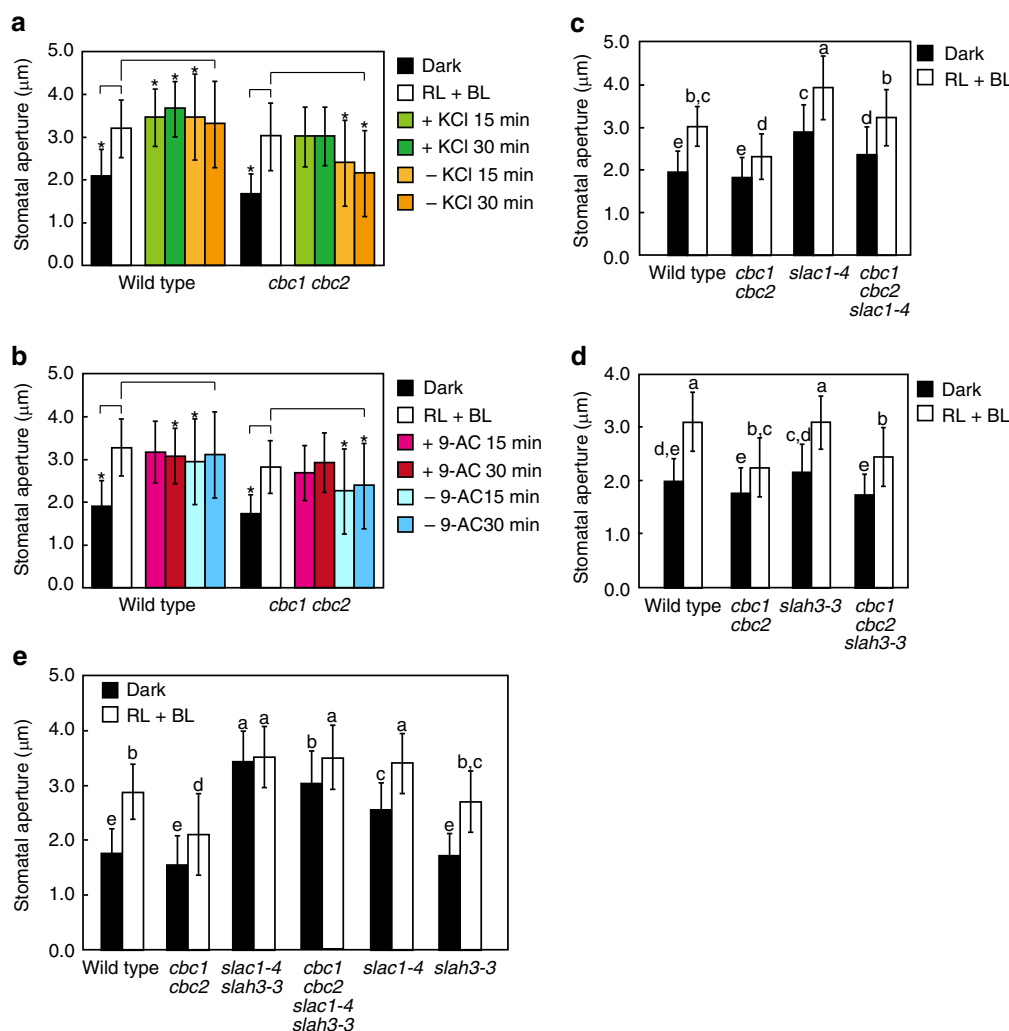 a
5.0
4.0
3.0
2.0
1.0
0.0
Stomatal aperture (μm)
* * * * * * *
Wild type
cbc1 cbc2
Dark
RL + BL
+ KCl 15 min
+ KCl 30 min
– KCl 15 min
– KCl 30 min
b
5.0
4.0
3.0
2.0
1.0
0.0
Stomatal aperture (μm)
* * * * * *
Wild type
cbc1 cbc2
Dark
RL + BL
+ 9-AC 15 min
+ 9-AC 30 min
– 9-AC15 min
– 9-AC30 min
c
5.0
4.0
3.0
2.0
1.0
0.0
Stomatal aperture (μm)
e b,c e d c a d b
Wild type
cbc1
cbc2
slac1-4
cbc1
cbc2
slac1-4
Dark
RL + BL
d
4.0
3.0
2.0
1.0
0.0
Stomatal aperture (μm)
d,e a e b,c c,d a e b
Wild type
cbc1
cbc2
slah3-3
cbc1
cbc2
slah3-3
Dark
RL + BL
e
5.0
4.0
3.0
2.0
1.0
0.0
Stomatal aperture (μm)
Dark
RL + BL
e b e d a a b a c a e b,c
Wild type
cbc1
cbc2
slac1-4
slah3-3
cbc1
cbc2
slac1-4
slah3-3
slac1-4
slah3-3